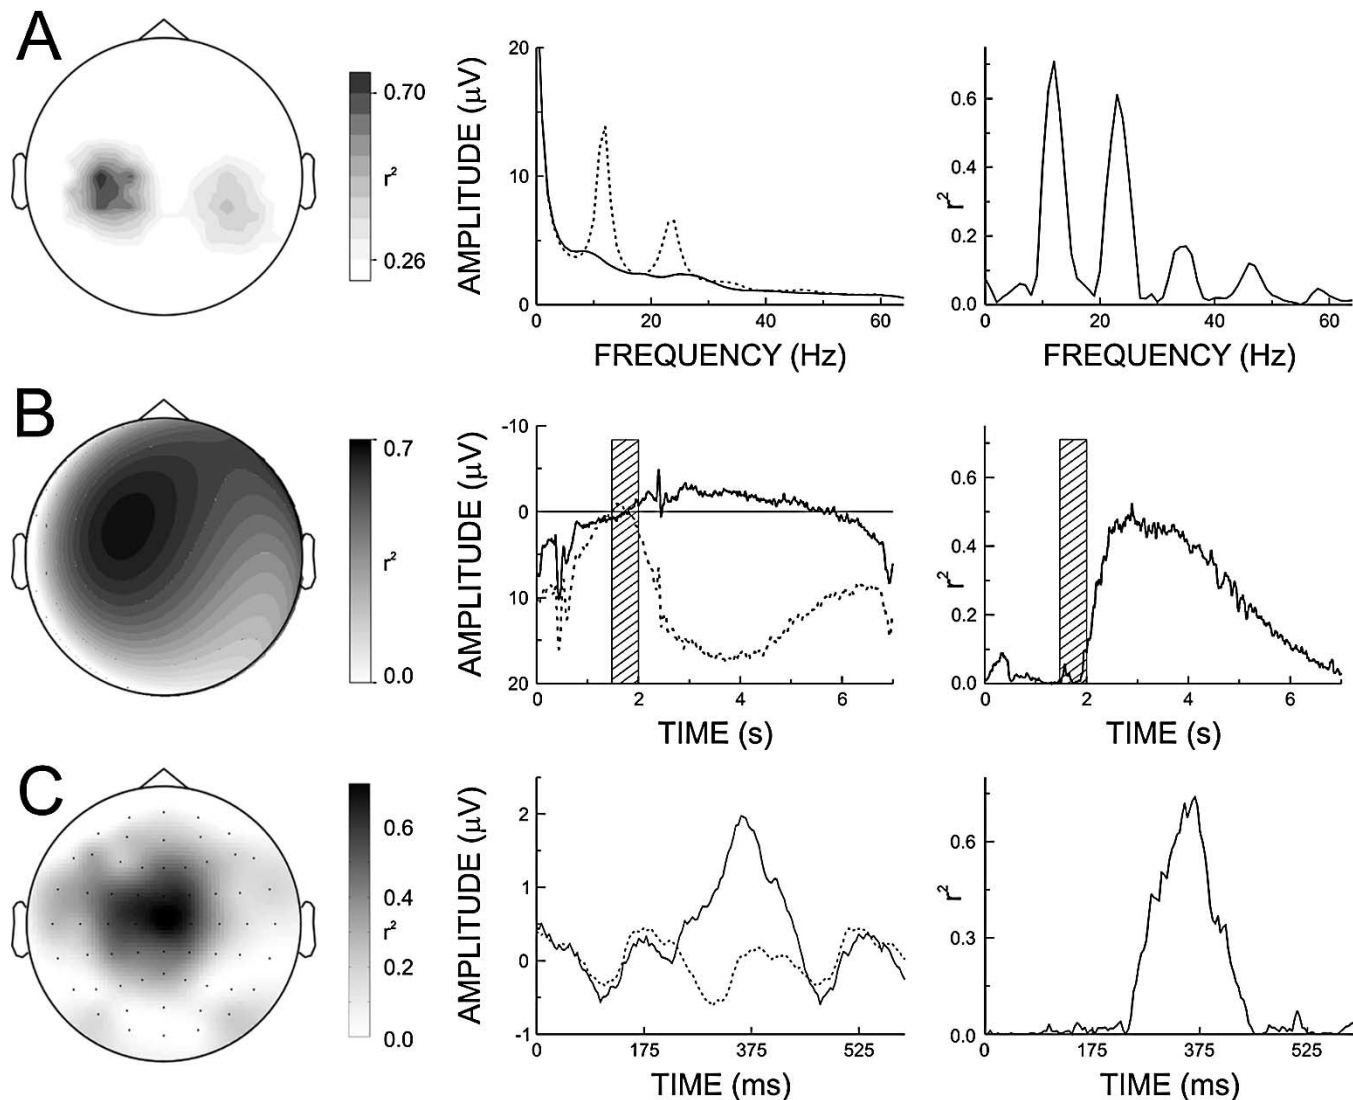 A
0.70
r²
0.26
AMPLITUDE (μV)
20
10
0
0 20 40 60
FREQUENCY (Hz)
r²
0.6
0.4
0.2
0.0
0 20 40 60
FREQUENCY (Hz)
B
0.7
r²
0.0
AMPLITUDE (μV)
-10
0
10
20
0 2 4 6
TIME (s)
r²
0.6
0.4
0.2
0.0
0 2 4 6
TIME (s)
C
0.6
0.4
r²
0.2
0.0
AMPLITUDE (μV)
2
1
0
-1
0 175 375 525
TIME (ms)
r²
0.6
0.3
0.0
0 175 375 525
TIME (ms)